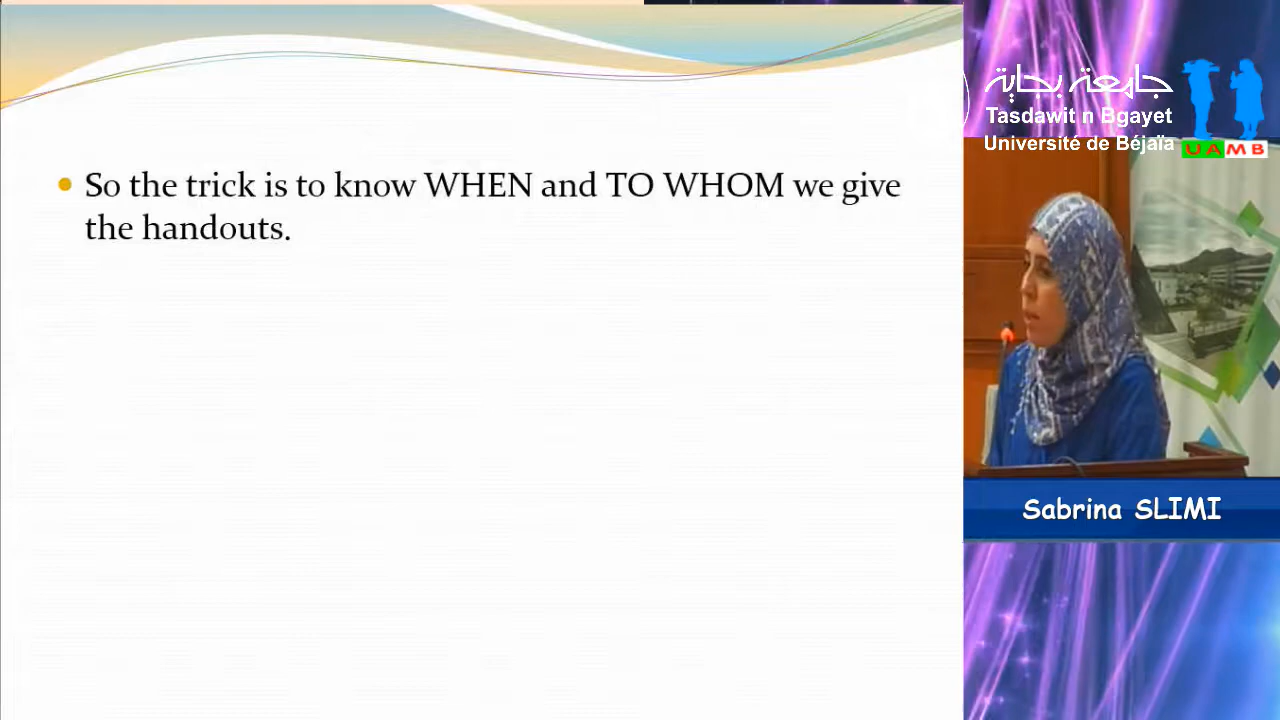 So the trick is to know WHEN and TO WHOM we give
the handouts.
جامعة بجاية
Tasdawit n Bgayet
Université de Béjaïa
UAMB
Sabrina SLIMI